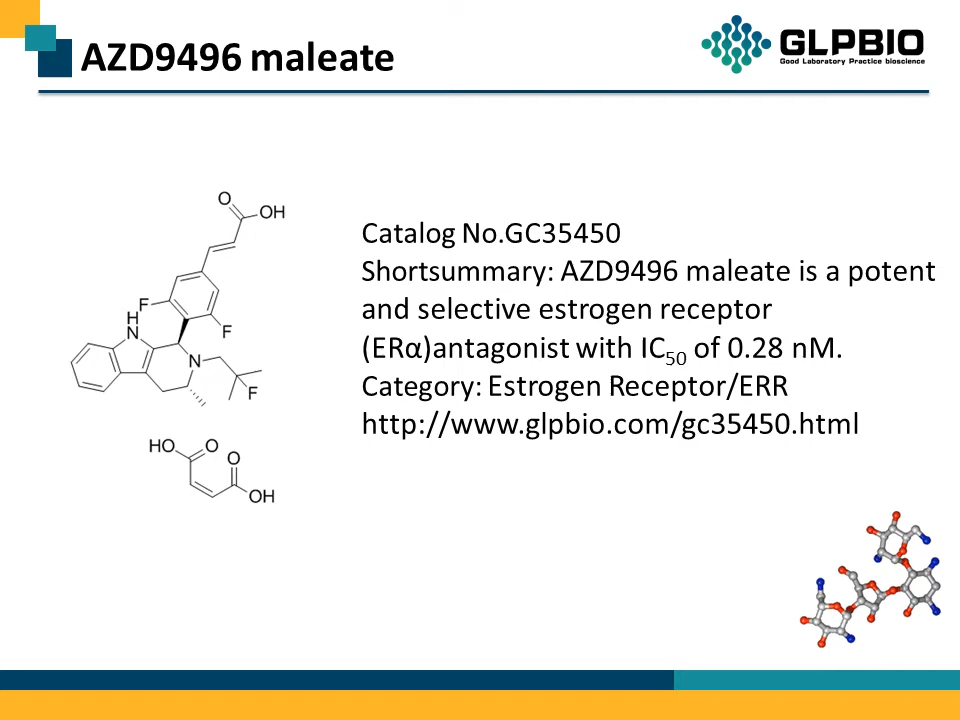 AZD9496 maleate
GLPBIO
Good Laboratory Practice bioscience
O
OH
F
F
H
N
N
F
HO
O
O
OH
Catalog No.GC35450
Shortsummary: AZD9496 maleate is a potent
and selective estrogen receptor
(ERα)antagonist with IC50 of 0.28 nM.
Category: Estrogen Receptor/ERR
http://www.glpbio.com/gc35450.html